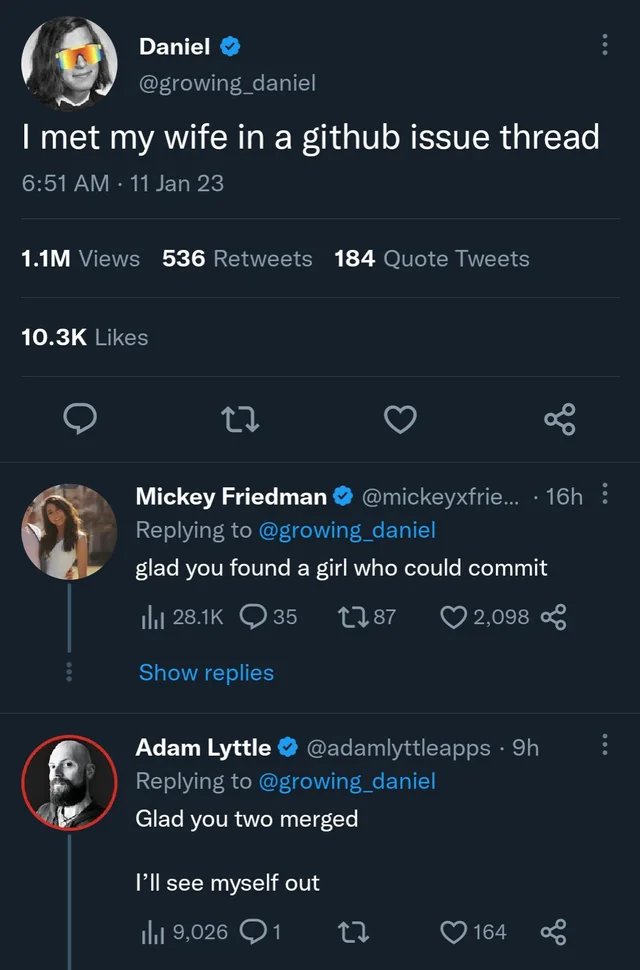 Daniel
@growing_daniel
I met my wife in a github issue thread
6:51 AM · 11 Jan 23
1.1M Views 536 Retweets 184 Quote Tweets
10.3K Likes
Mickey Friedman @mickeyxfrie... · 16h
Replying to @growing_daniel
glad you found a girl who could commit
28.1K 35 87 2,098
Show replies
Adam Lyttle @adamlyttleapps · 9h
Replying to @growing_daniel
Glad you two merged
I’ll see myself out
9,026 1 164